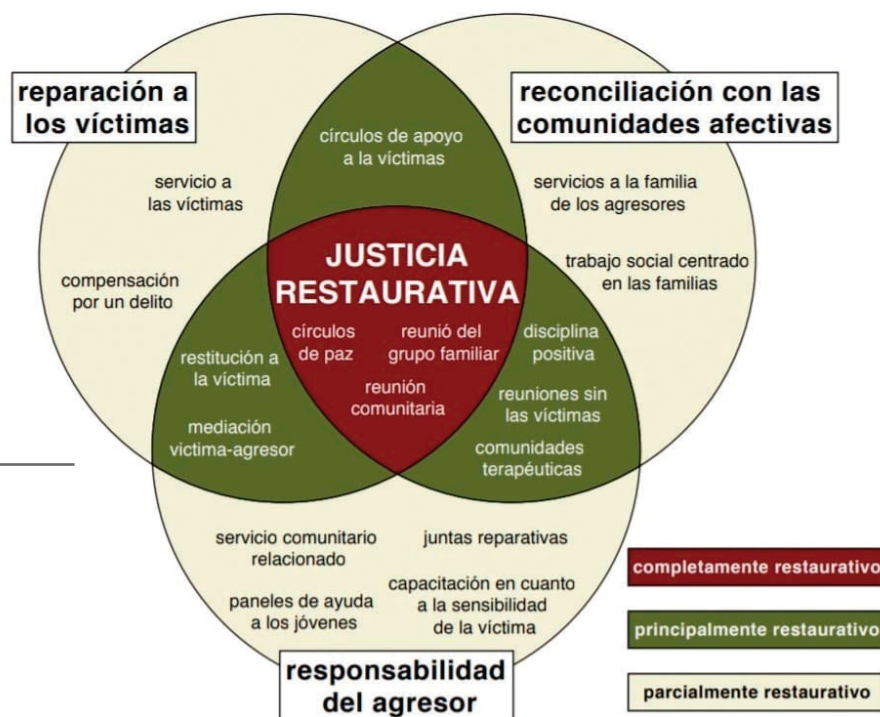 reparación a
los víctimas
reconciliación con las
comunidades afectivas
círculos de apoyo
a la víctimas
servicio a
las víctimas
servicios a la familia
de los agresores
compensación
por un delito
trabajo social centrado
en las familias
JUSTICIA
RESTAURATIVA
círculos
de paz
reunió del
grupo familiar
reunión
comunitaria
disciplina
positiva
restitución a
la víctima
reuniones sin
las víctimas
mediación
victima-agresor
comunidades
terapéuticas
servicio comunitario
relacionado
juntas reparativas
paneles de ayuda
a los jóvenes
capacitación en cuanto
a la sensibilidad
de la víctima
responsabilidad
del agresor
completamente restaurativo
principalmente restaurativo
parcialmente restaurativo